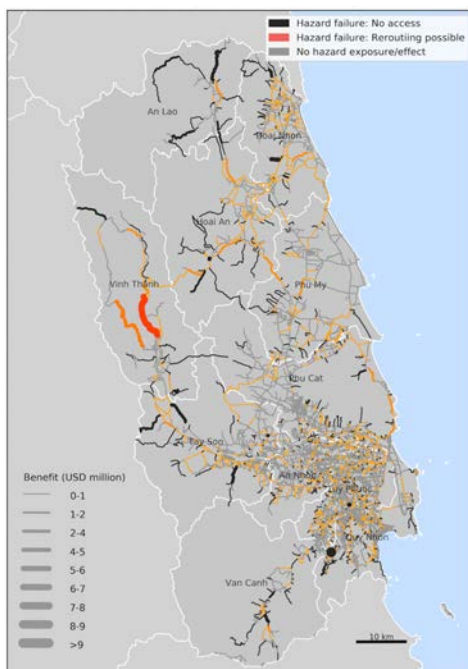 Hazard failure: No access
Hazard failure: Reroutiing possible
No hazard exposure/effect
An Lao
Hoai Nhon
Hoai An
Vinh Thanh
Phu My
Phu Cat
Tay Son
An Nhon
Tuy Phuoc
Quy Nhon
Van Canh
Benefit (USD million)
0-1
1-2
2-4
4-5
5-6
6-7
7-8
8-9
>9
10 km